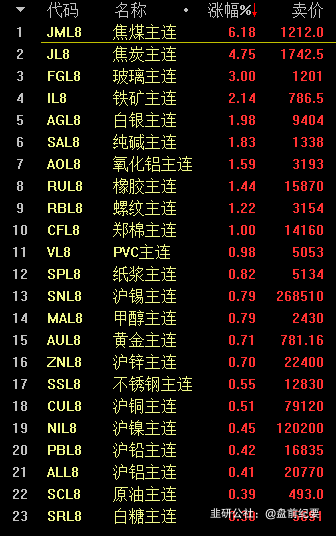 代码 名称 涨幅%↓ 卖价
1 JML8 焦煤主连 6.18 1212.0
2 JL8 焦炭主连 4.75 1742.5
3 FGL8 玻璃主连 3.00 1201
4 IL8 铁矿主连 2.14 786.5
5 AGL8 白银主连 1.98 9404
6 SAL8 纯碱主连 1.83 1338
7 AOL8 氧化铝主连 1.59 3193
8 RUL8 橡胶主连 1.44 15870
9 RBL8 螺纹主连 1.22 3154
10 CFL8 郑棉主连 1.00 14160
11 VL8 PVC主连 0.98 5053
12 SPL8 纸浆主连 0.82 5134
13 SNL8 沪锡主连 0.79 268510
14 MAL8 甲醇主连 0.79 2430
15 AUL8 黄金主连 0.71 781.16
16 ZNL8 沪锌主连 0.70 22400
17 SSL8 不锈钢主连 0.55 12830
18 CUL8 沪铜主连 0.51 79120
19 NIL8 沪镍主连 0.45 120200
20 PBL8 沪铅主连 0.42 16835
21 ALL8 沪铝主连 0.41 20770
22 SCL8 原油主连 0.39 493.0
23 SRL8 白糖主连
韭研公社：@盘前纪要